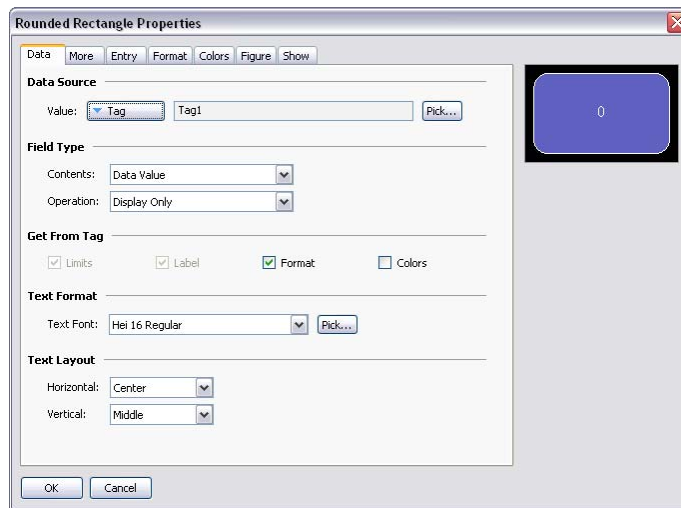 Rounded Rectangle Properties
Data More Entry Format Colors Figure Show
Data Source
Value: Tag Tag1 Pick...
0
Field Type
Contents: Data Value
Operation: Display Only
Get From Tag
Limits Label Format Colors
Text Format
Text Font: Hei 16 Regular Pick...
Text Layout
Horizontal: Center
Vertical: Middle
OK Cancel